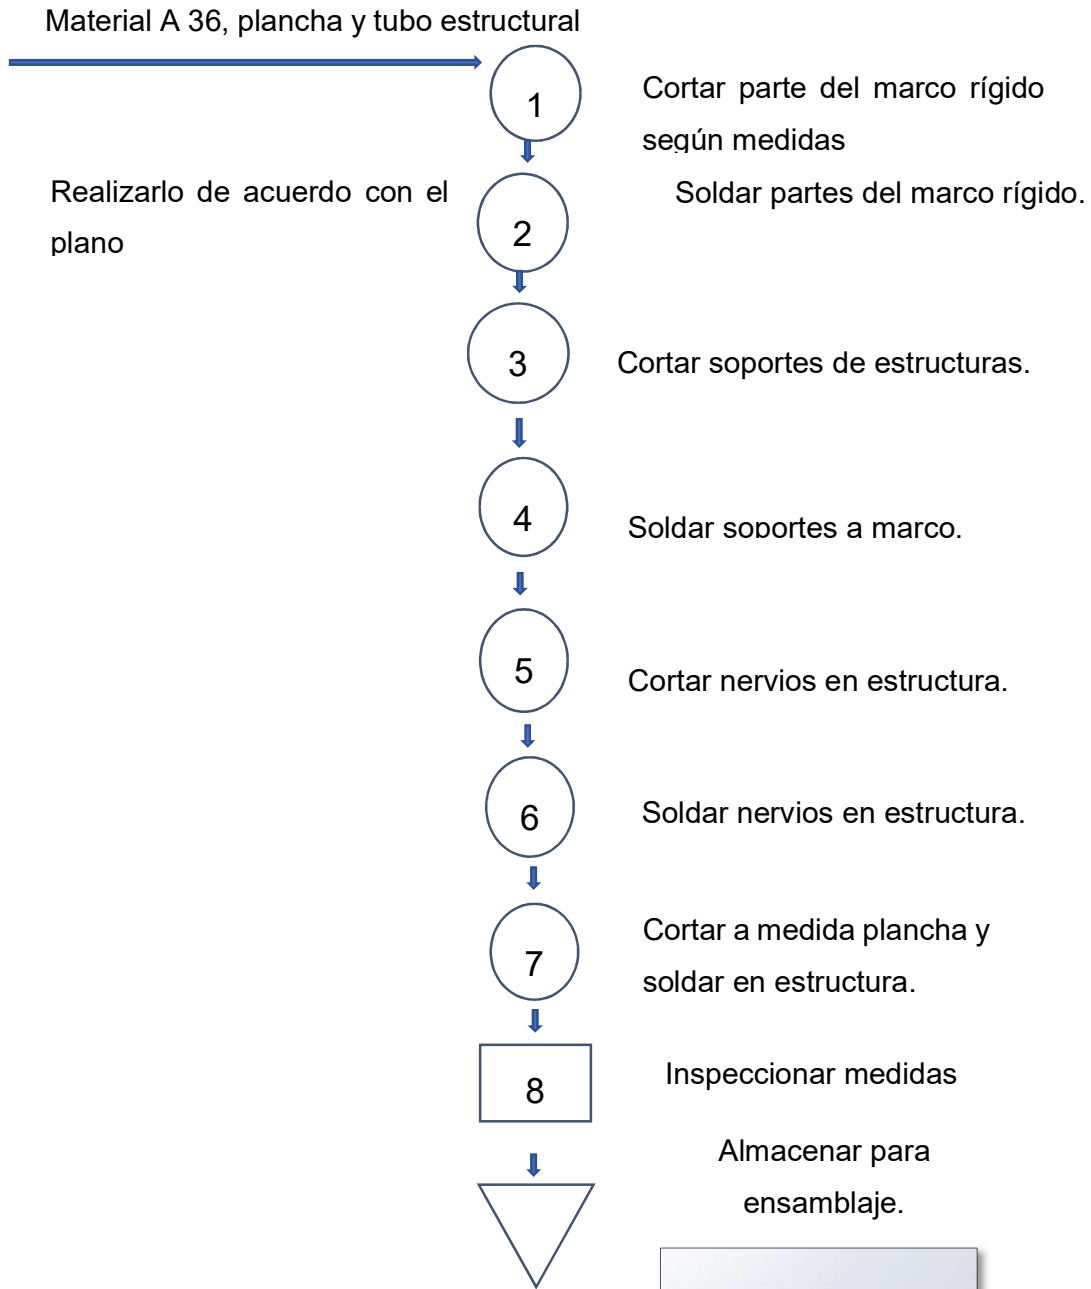 Material A 36, plancha y tubo estructural
1
Cortar parte del marco rígido
según medidas
Realizarlo de acuerdo con el
plano
2
Soldar partes del marco rígido.
3
Cortar soportes de estructuras.
4
Soldar soportes a marco.
5
Cortar nervios en estructura.
6
Soldar nervios en estructura.
7
Cortar a medida plancha y
soldar en estructura.
8
Inspeccionar medidas
Almacenar para
ensamblaje.